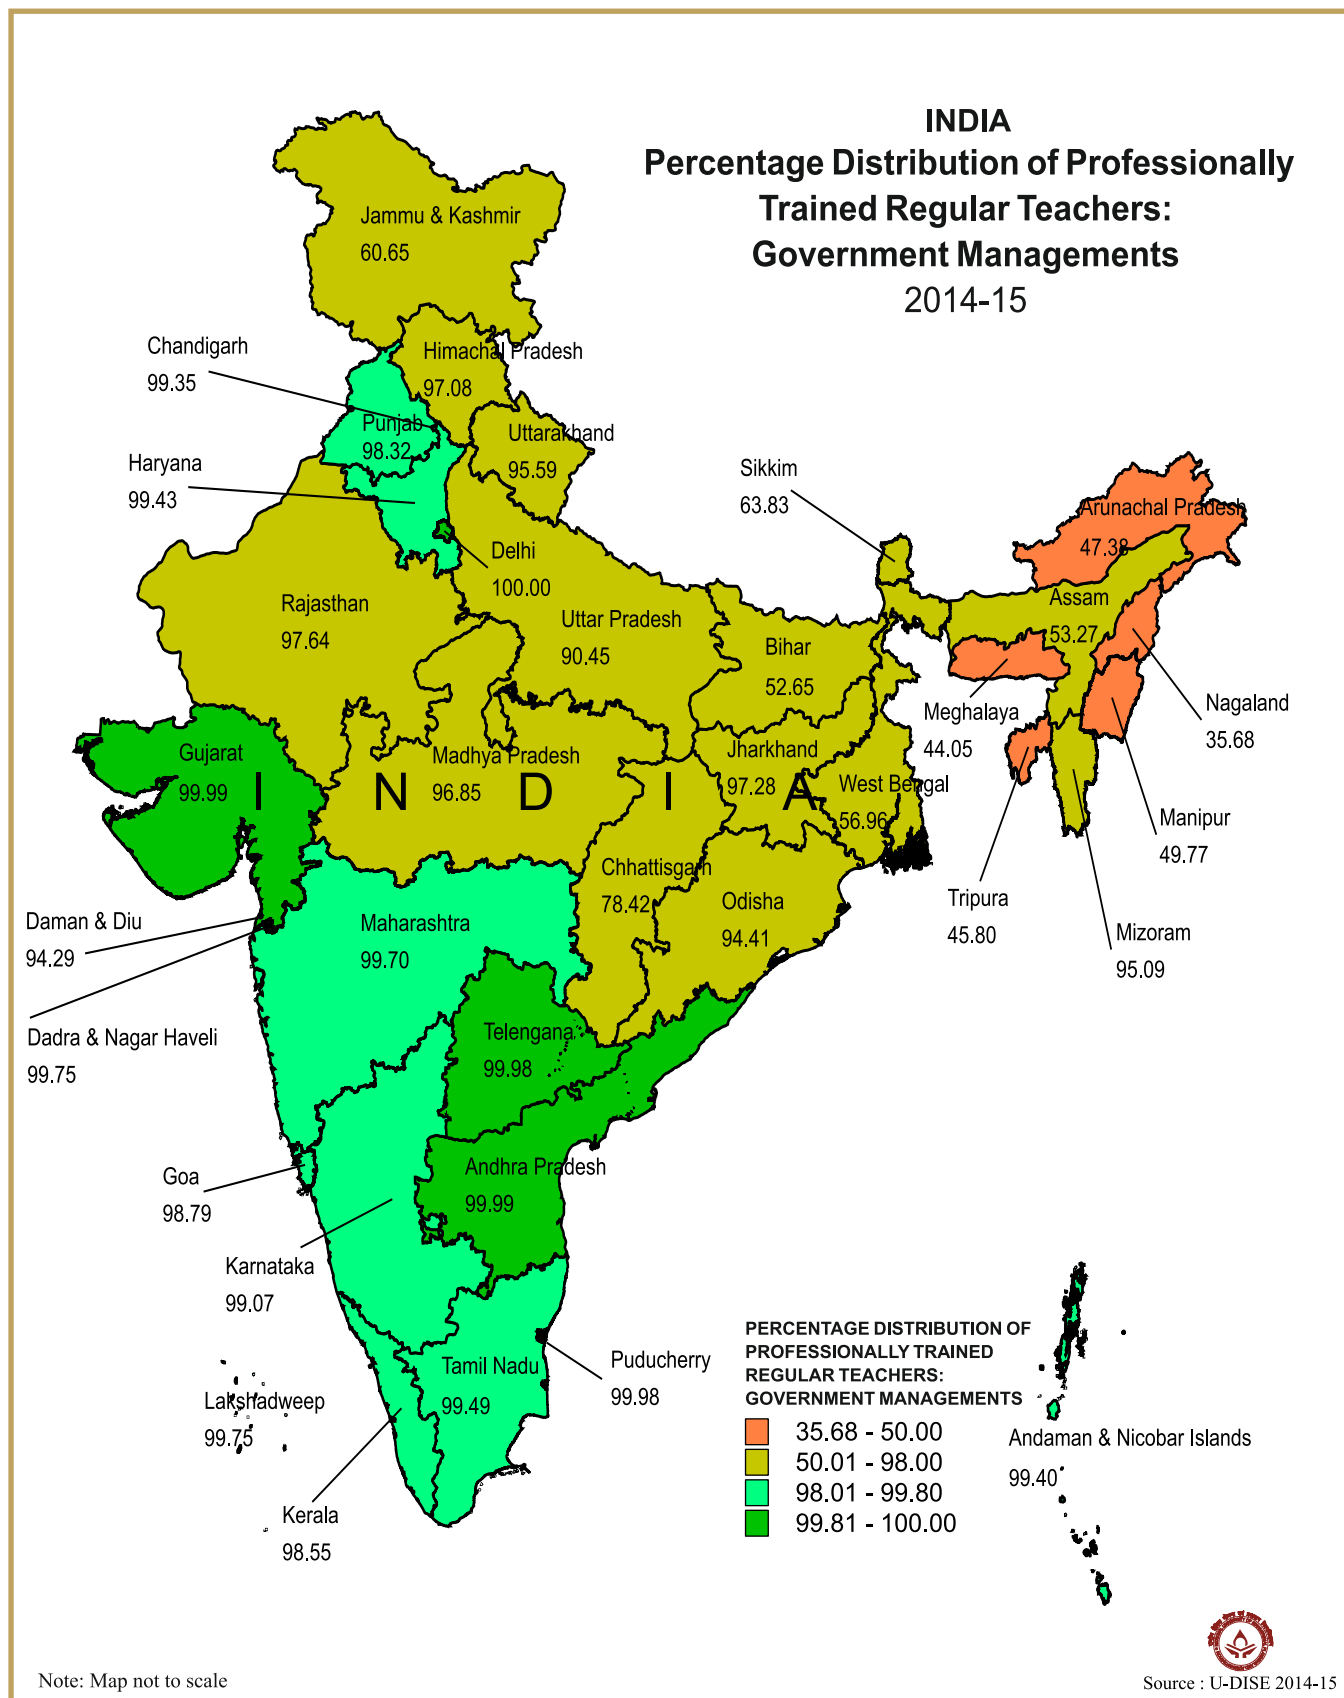 INDIA
Percentage Distribution of Professionally
Trained Regular Teachers:
Government Managements
2014-15
Jammu & Kashmir
60.65
Chandigarh
99.35
Himachal Pradesh
97.08
Punjab
98.32
Uttarakhand
95.59
Haryana
99.43
Sikkim
63.83
Arunachal Pradesh
47.38
Delhi
100.00
Rajasthan
97.64
Uttar Pradesh
90.45
Bihar
52.65
Assam
53.27
Meghalaya
44.05
Nagaland
35.68
Gujarat
99.99
Madhya Pradesh
96.85
Jharkhand
97.28
West Bengal
56.96
I N D I A
Manipur
49.77
Tripura
45.80
Mizoram
95.09
Chhattisgarh
78.42
Odisha
94.41
Daman & Diu
94.29
Maharashtra
99.70
Dadra & Nagar Haveli
99.75
Telengana
99.98
Goa
98.79
Andhra Pradesh
99.99
Karnataka
99.07
Puducherry
99.98
Tamil Nadu
99.49
Lakshadweep
99.75
Kerala
98.55
Andaman & Nicobar Islands
99.40
PERCENTAGE DISTRIBUTION OF
PROFESSIONALLY TRAINED
REGULAR TEACHERS:
GOVERNMENT MANAGEMENTS
35.68 - 50.00
50.01 - 98.00
98.01 - 99.80
99.81 - 100.00
Note: Map not to scale
Source : U-DISE 2014-15